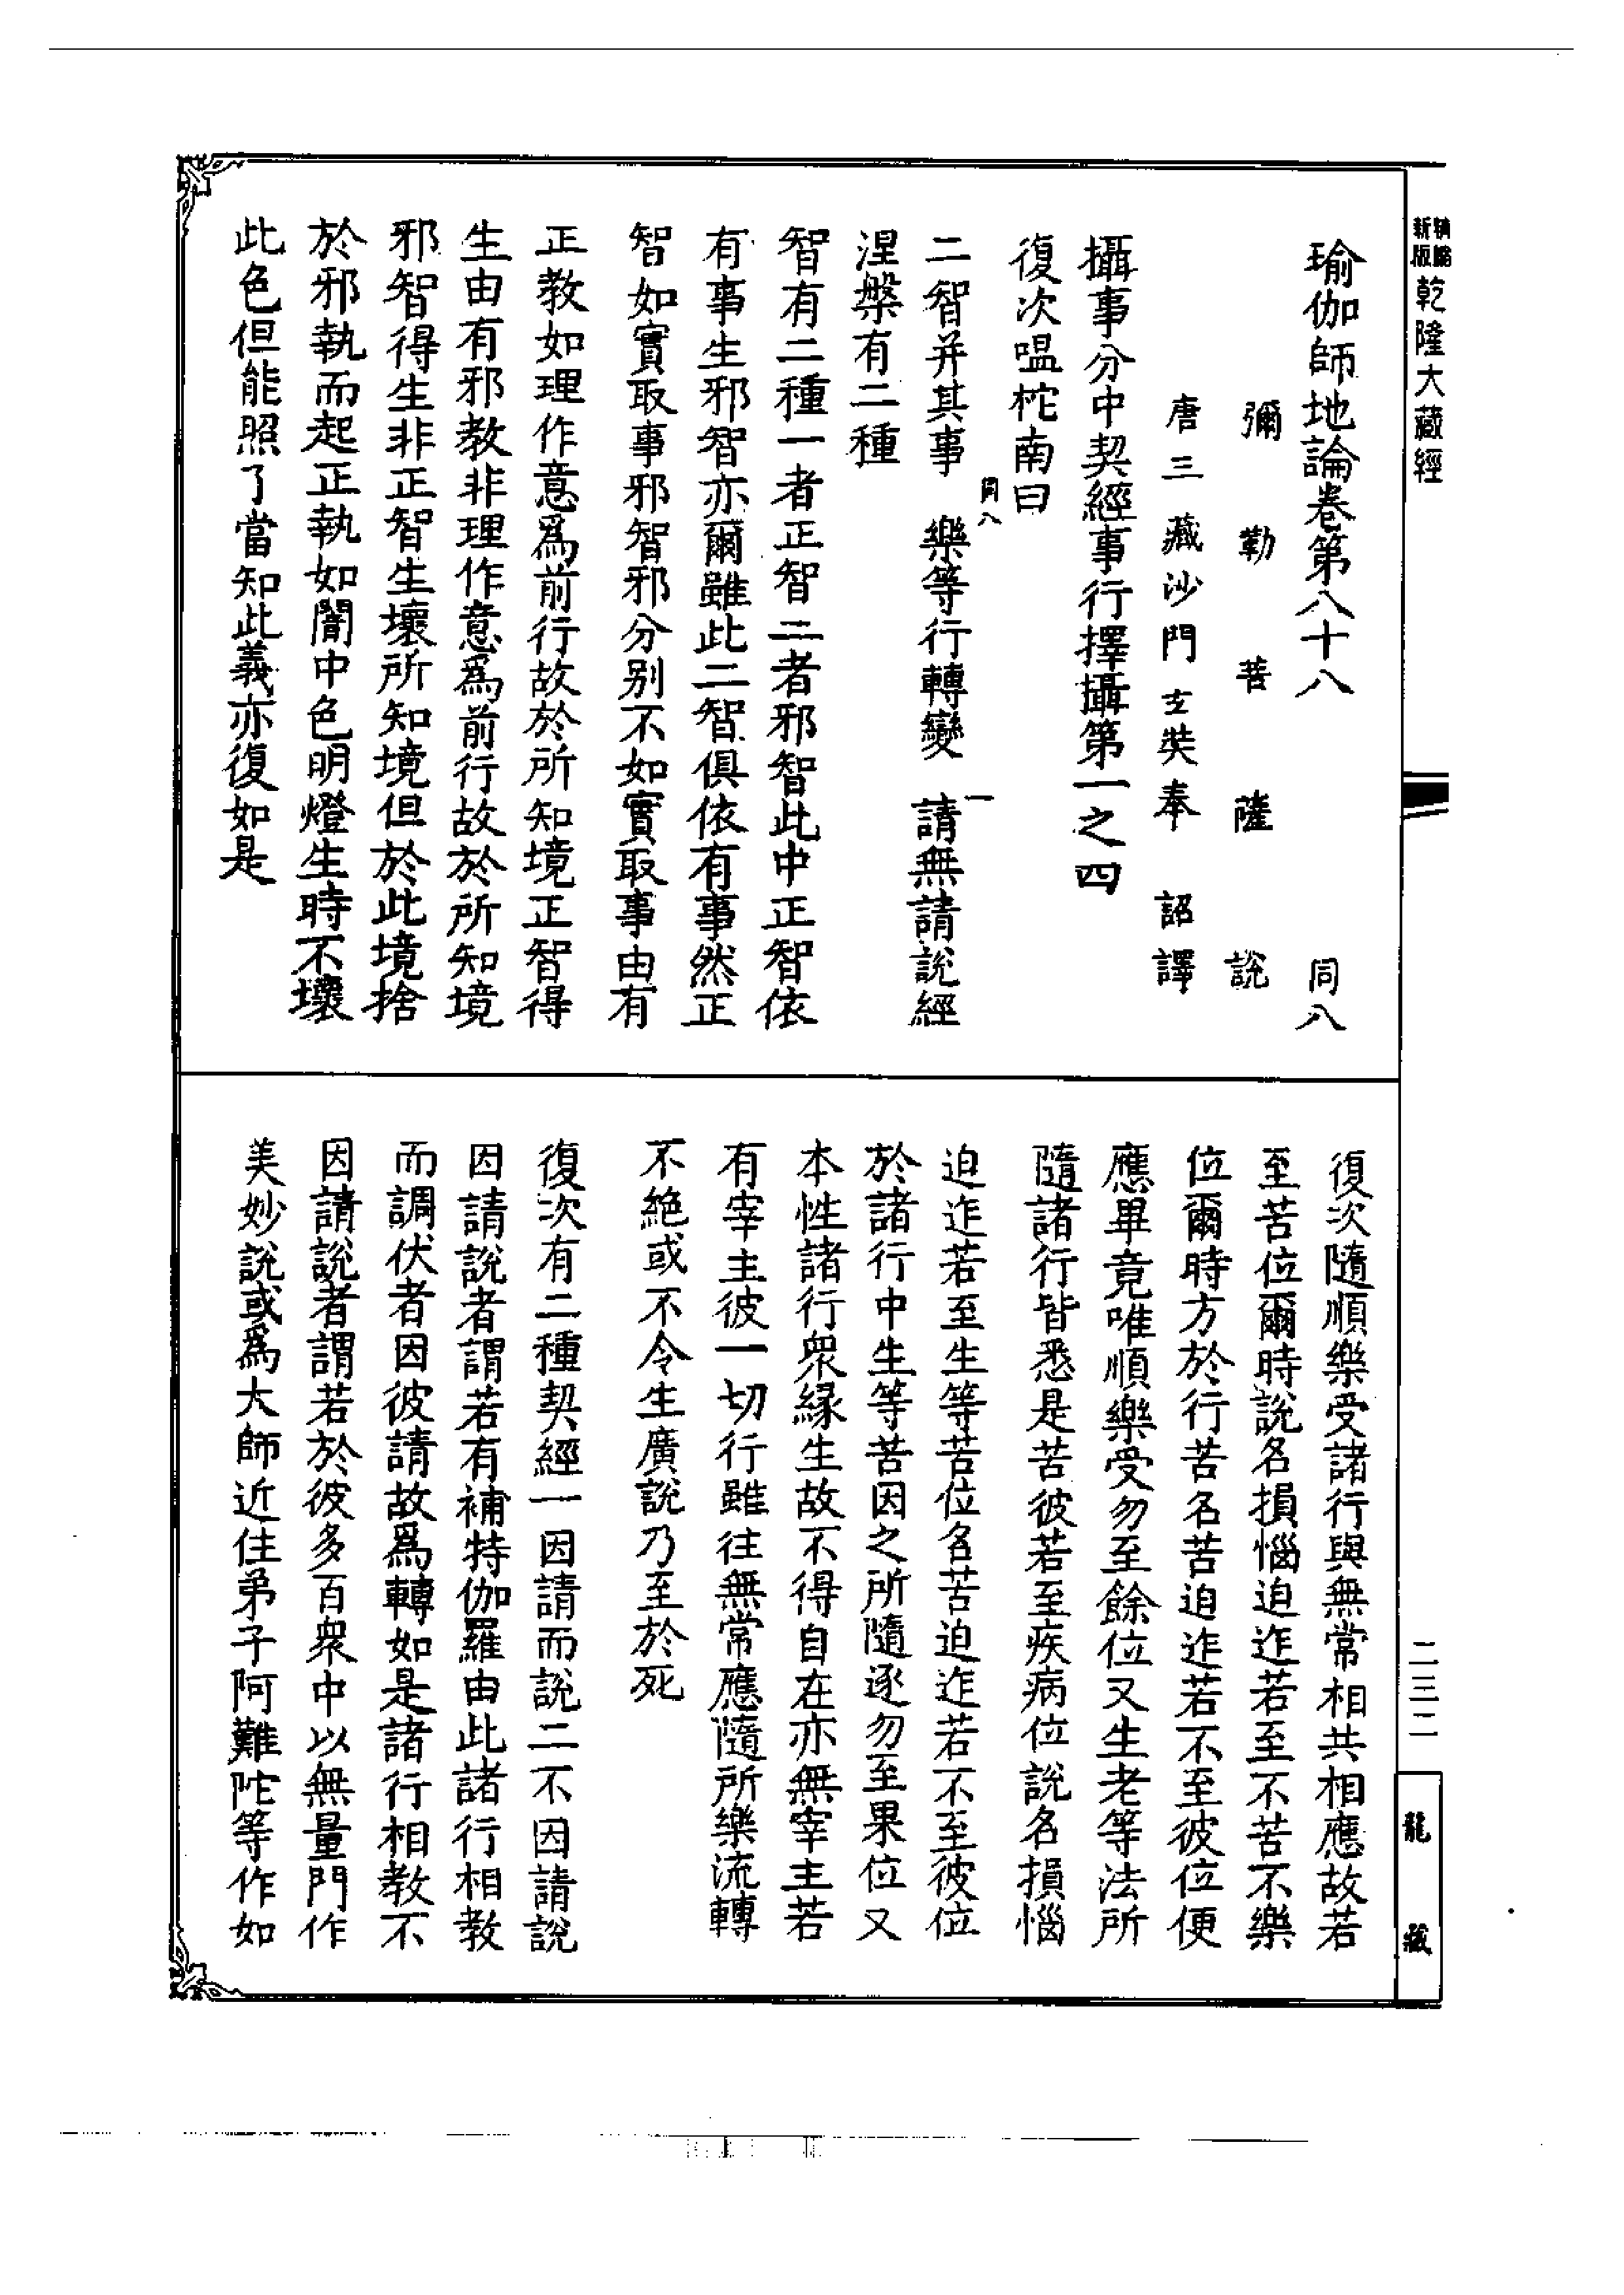 新版
乾隆大藏經
瑜伽師地論卷第八十八 同八
彌勒菩薩說
唐三藏沙門玄奘奉 詔譯
攝事分中契經事行擇攝第一之四
復次嗢柁南曰
同八 一
二智并其事 樂等行轉變 請無請說經
涅槃有二種
智有二種一者正智二者邪智此中正智依
有事生邪智亦爾雖此二智俱依有事然正
智如實取事邪智邪分別不如實取事由有
正教如理作意爲前行故於所知境正智得
生由有邪教非理作意爲前行故於所知境
邪智得生非正智生壞所知境但於此境捨
於邪執而起正執如闇中色明燈生時不壞
此色但能照了當知此義亦復如是
復次隨順樂受諸行與無常相共相應故若
至苦位爾時說名損惱迫迮若至不苦不樂
位爾時方於行苦名苦迫迮若不至彼位便
應畢竟唯順樂受勿至餘位又生老等法所
隨諸行皆悉是苦彼若至疾病位說名損惱
迫迮若至生等苦位名苦迫迮若不至彼位
於諸行中生等苦因之所隨逐勿至果位又
本性諸行衆緣生故不得自在亦無宰主若
有宰主彼一切行雖往無常應隨所樂流轉
不絕或不令生廣說乃至於死
復次有二種契經一因請而說二不因請說
因請說者謂若有補特伽羅由此諸行相教
而調伏者因彼請故爲轉如是諸行相教不
因請說者謂若於彼多百衆中以無量門作
美妙說或爲大師近住弟子阿難陀等作如
二三二
龍藏